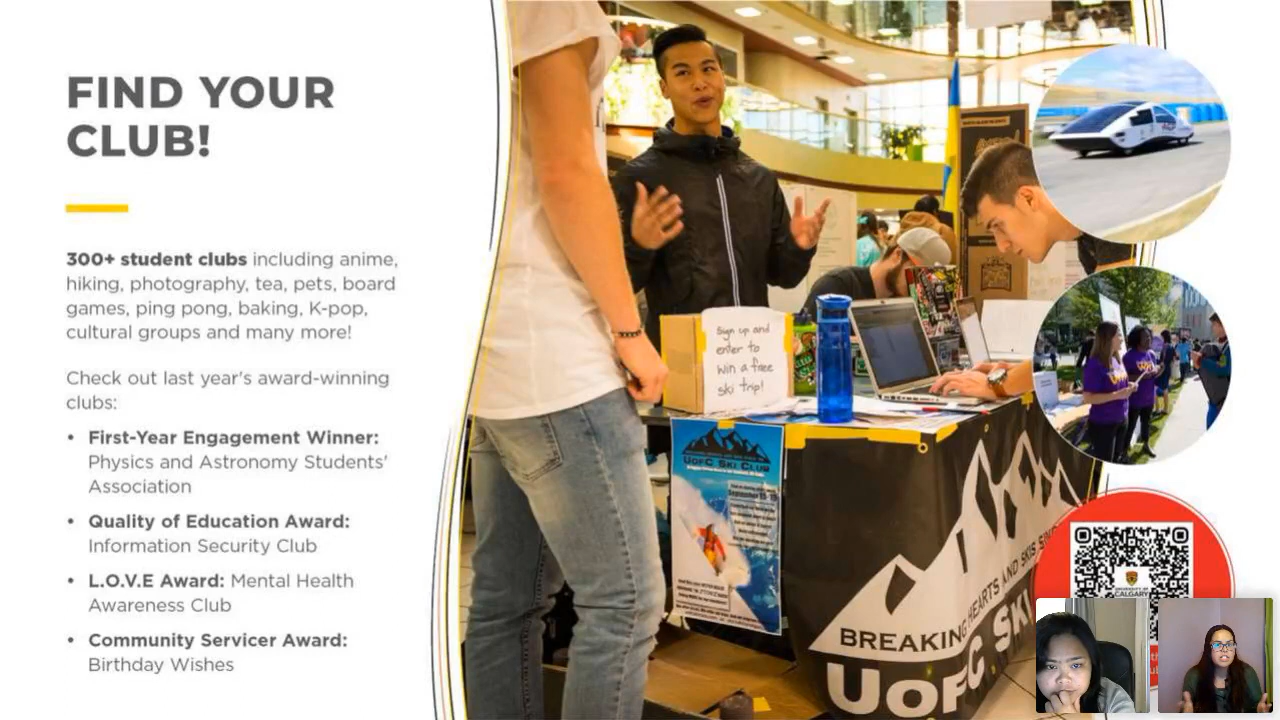 FIND YOUR
CLUB!
300+ student clubs including anime,
hiking, photography, tea, pets, board
games, ping pong, baking, K-pop,
cultural groups and many more!
Check out last year's award-winning
clubs:
• First-Year Engagement Winner:
Physics and Astronomy Students'
Association
• Quality of Education Award:
Information Security Club
• L.O.V.E Award: Mental Health
Awareness Club
• Community Servicer Award:
Birthday Wishes
Sign up and
enter to
win a free
ski trip!
UOFC SKI CLUB
BREAKING HEARTS AND SKIS
UOFC SKI
UNIVERSITY OF
CALGARY